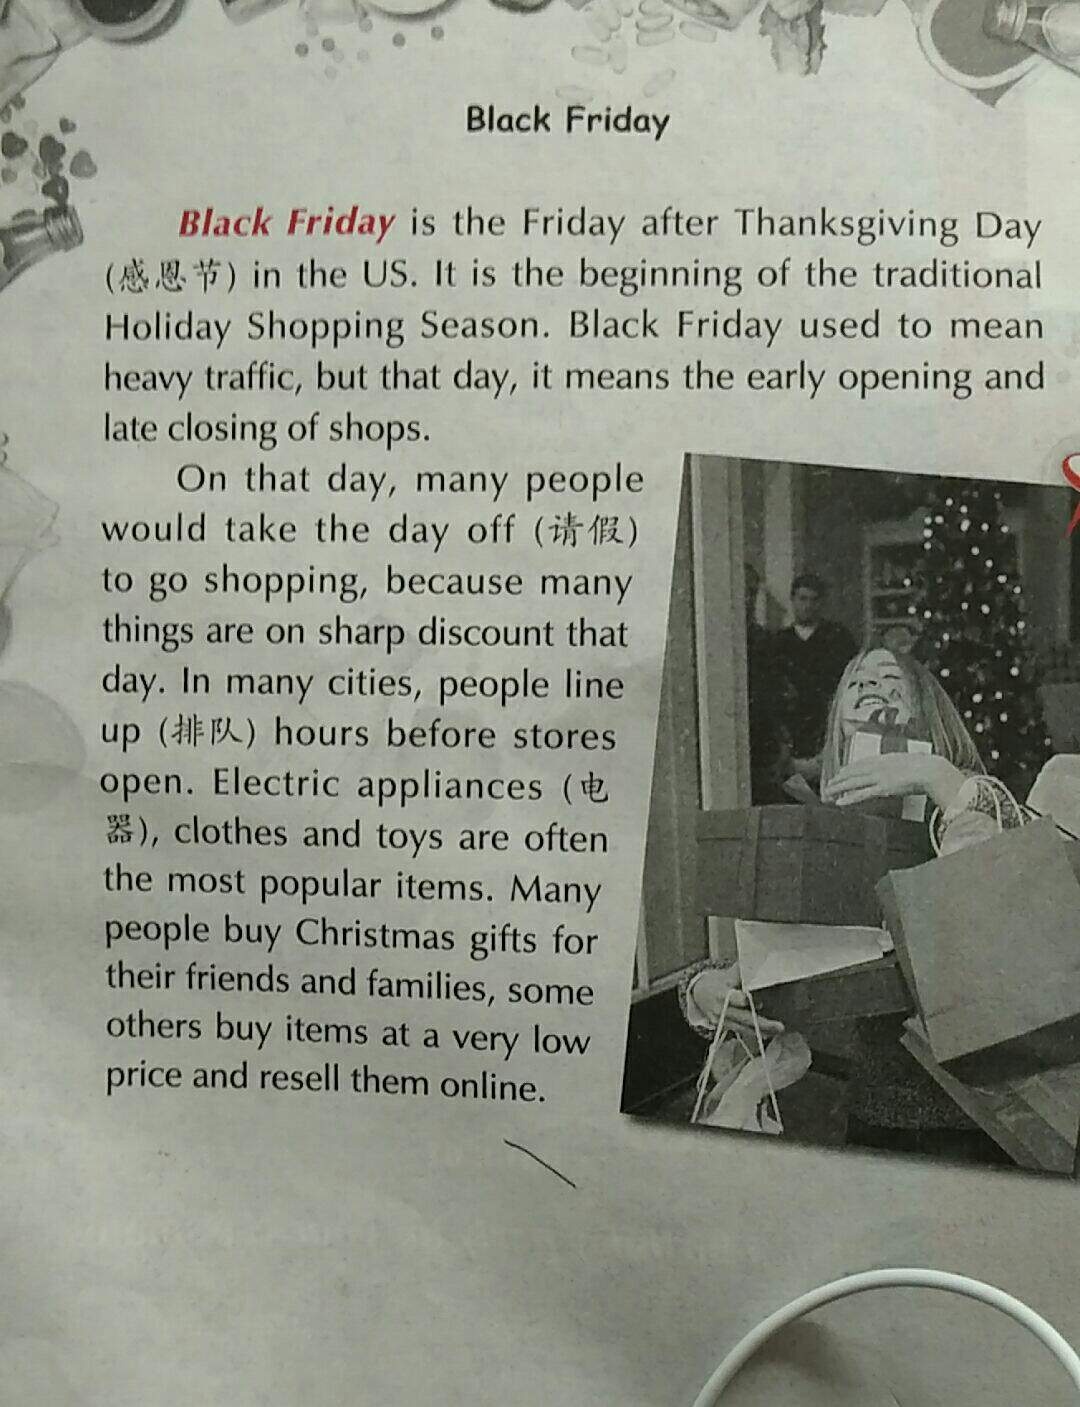 Black Friday
Black Friday is the Friday after Thanksgiving Day
(感恩节) in the US. It is the beginning of the traditional
Holiday Shopping Season. Black Friday used to mean
heavy traffic, but that day, it means the early opening and
late closing of shops.
On that day, many people
would take the day off (请假)
to go shopping, because many
things are on sharp discount that
day. In many cities, people line
up (排队) hours before stores
open. Electric appliances (电
器), clothes and toys are often
the most popular items. Many
people buy Christmas gifts for
their friends and families, some
others buy items at a very low
price and resell them online.